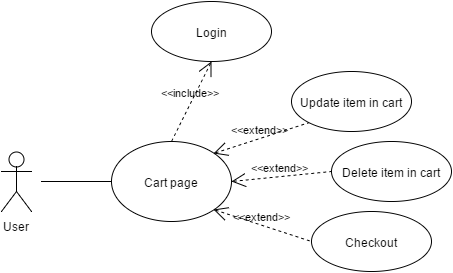 Login
<<include>>
Update item in cart
<<extend>>
<<extend>>
Delete item in cart
Cart page
<<extend>>
User
Checkout